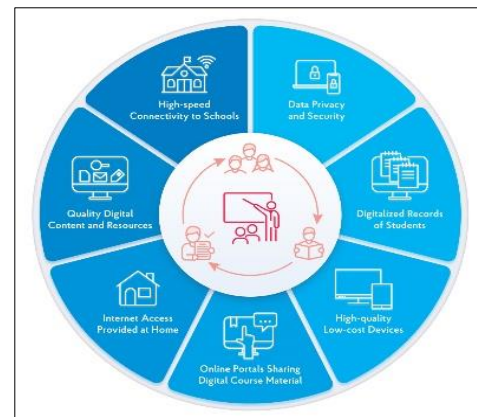 High-speed
Connectivity to Schools
Data Privacy
and Security
Digitalized Records
of Students
High-quality
Low-cost Devices
Online Portals Sharing
Digital Course Material
Internet Access
Provided at Home
Quality Digital
Content and Resources